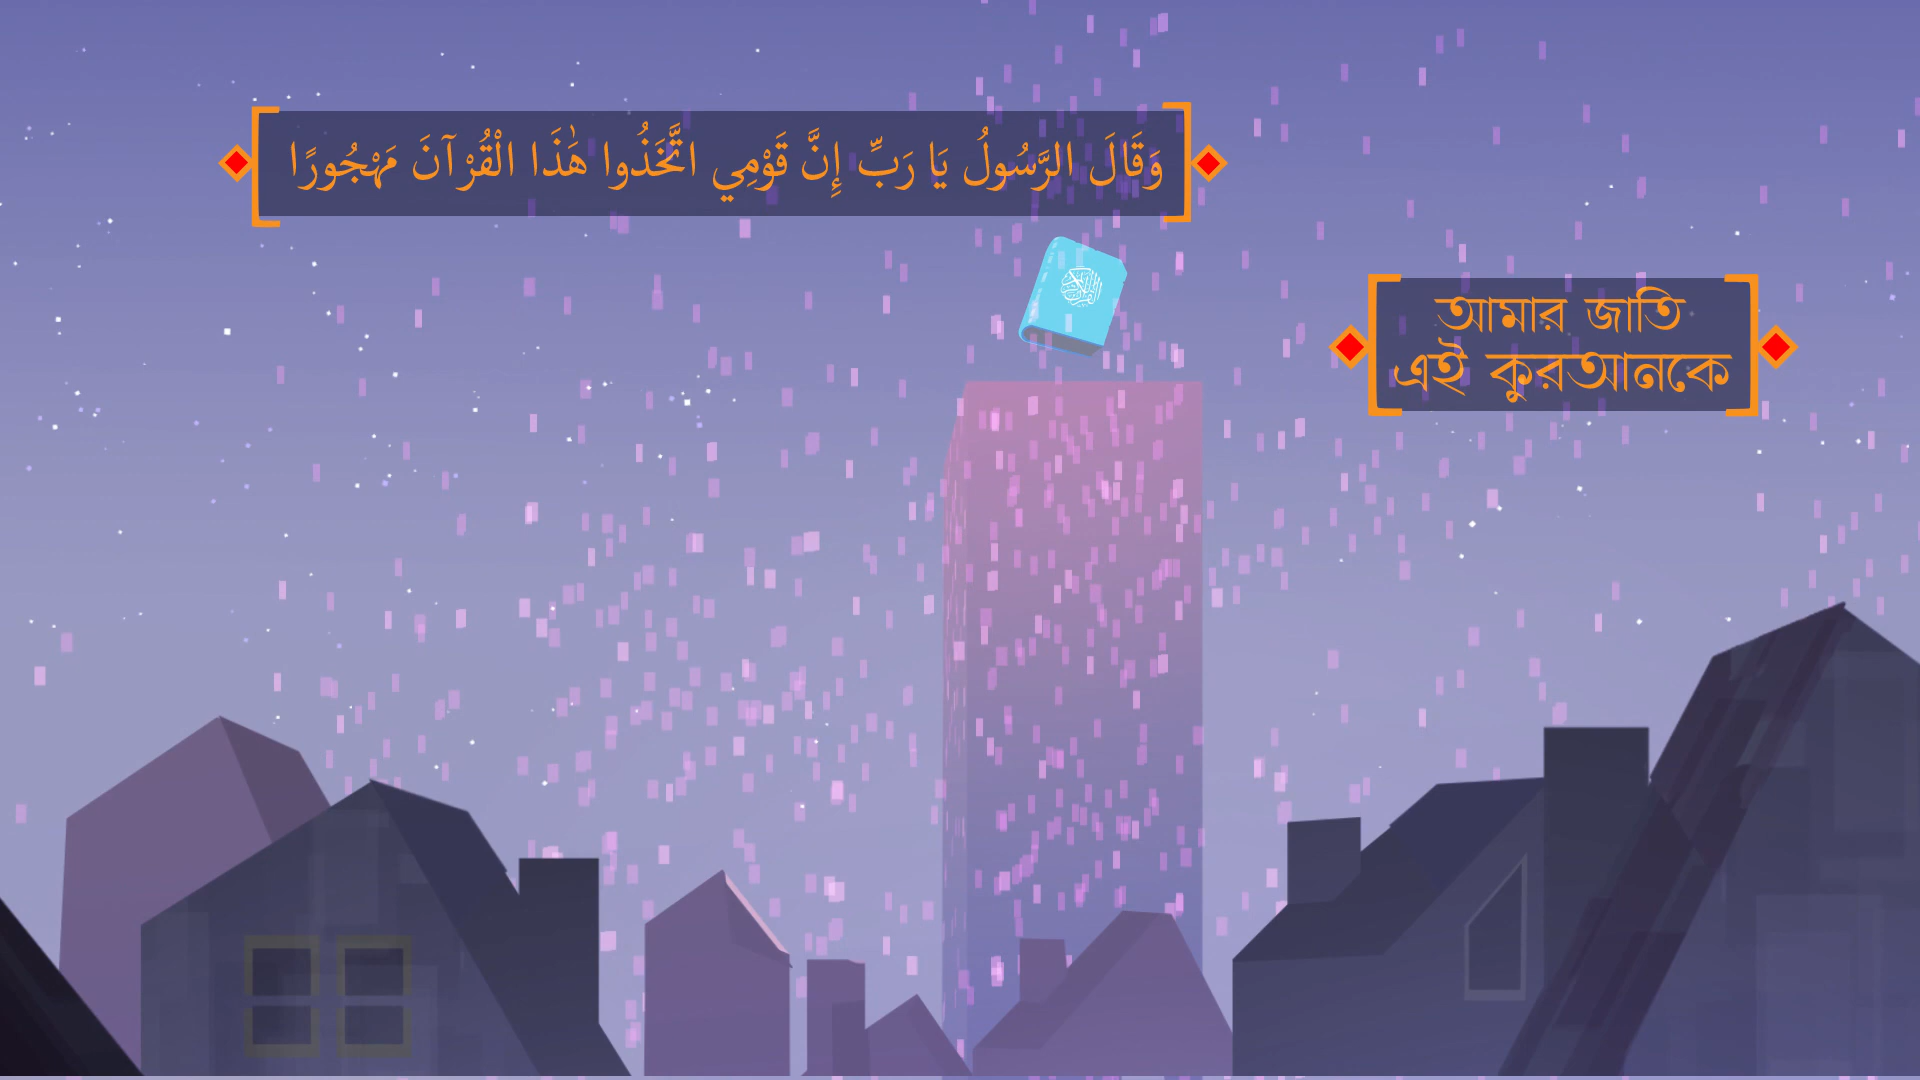 وَقَالَ الرَّسُولُ يَا رَبِّ إِنَّ قَوْمِي اتَّخَذُوا هَٰذَا الْقُرْآنَ مَهْجُورًا
আমার জাতি
এই কুরআনকে